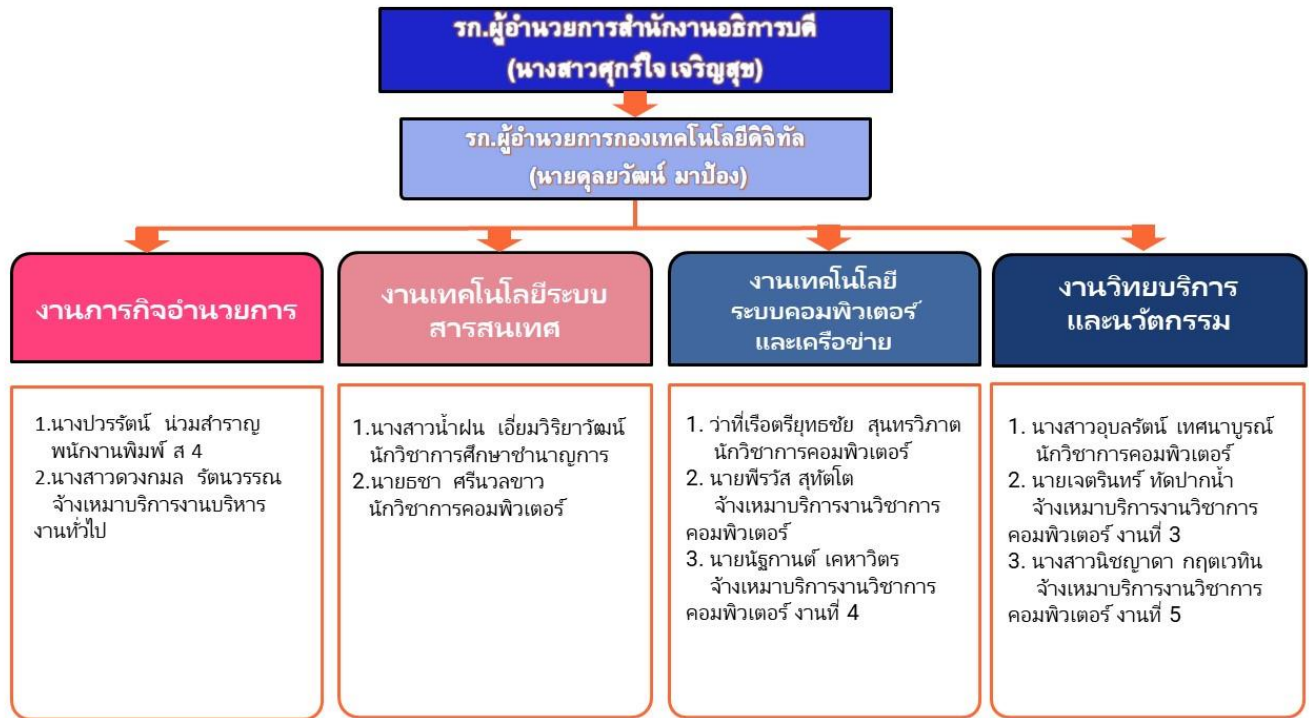 รก.ผู้อำนวยการสำนักงานอธิการบดี
(นางสาวศุกร์ใจ เจริญสุข)
รก.ผู้อำนวยการกองเทคโนโลยีดิจิทัล
(นายดุลยวัฒน์ มาป้อง)
งานภารกิจอำนวยการ
1.นางปวรรัตน์ น่วมสำราญ
พนักงานพิมพ์ ส 4
2.นางสาวดวงกมล รัตนวรรณ
จ้างเหมาบริการงานบริหาร
งานทั่วไป
งานเทคโนโลยีระบบ
สารสนเทศ
1.นางสาวน้ำฝน เอี่ยมวิริยาวัฒน์
นักวิชาการศึกษาชำนาญการ
2.นายธชา ศรีนวลขาว
นักวิชาการคอมพิวเตอร์
งานเทคโนโลยี
ระบบคอมพิวเตอร์
และเครือข่าย
1. ว่าที่เรือตรียุทธชัย สุนทรวิภาต
นักวิชาการคอมพิวเตอร์
2. นายพีรวัส สุทัตโต
จ้างเหมาบริการงานวิชาการ
คอมพิวเตอร์
3. นายนัฐกานต์ เคหาวิตร
จ้างเหมาบริการงานวิชาการ
คอมพิวเตอร์ งานที่ 4
งานวิทยบริการ
และนวัตกรรม
1. นางสาวอุบลรัตน์ เทศนาบูรณ์
นักวิชาการคอมพิวเตอร์
2. นายเจตรินทร์ ทัดปากน้ำ
จ้างเหมาบริการงานวิชาการ
คอมพิวเตอร์ งานที่ 3
3. นางสาวนิชญาดา กฤตเวทิน
จ้างเหมาบริการงานวิชาการ
คอมพิวเตอร์ งานที่ 5